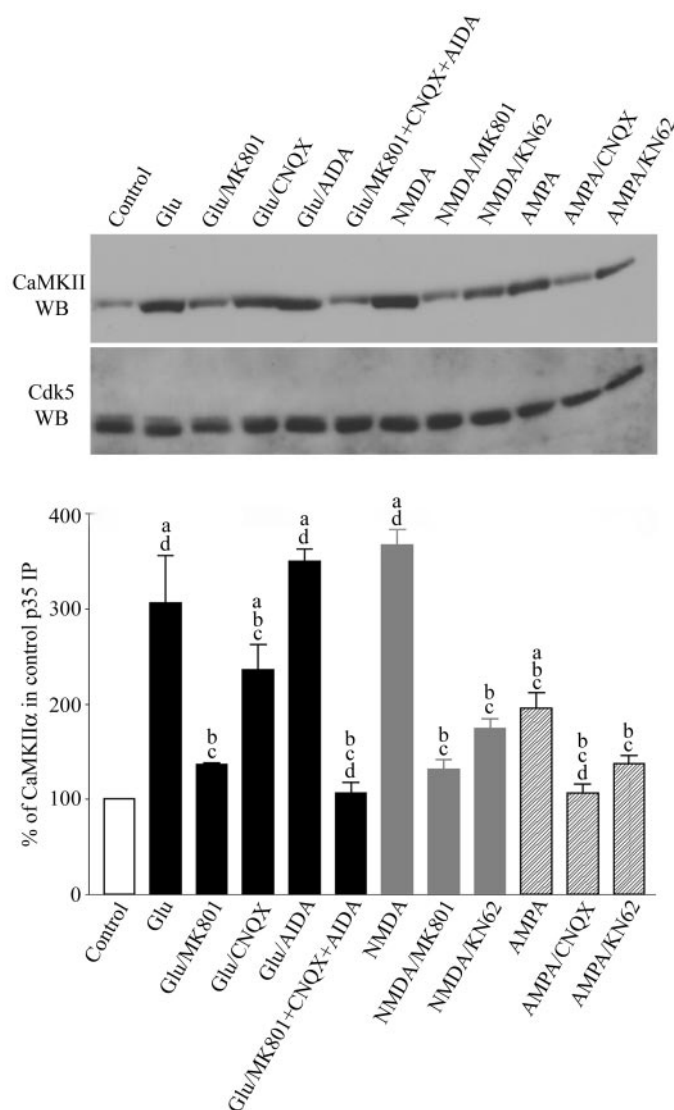 Control
Glu
Glu/MK801
Glu/CNQX
Glu/AIDA
Glu/MK801+CNQX+AIDA
NMDA
NMDA/MK801
NMDA/KN62
AMPA
AMPA/CNQX
AMPA/KN62
CaMKII
WB
Cdk5
WB
% of CaMKIIα in control p35 IP
400
300
200
100
0
a
d
b
c
a
b
c
a
d
b
c
d
a
d
b
c
b
c
a
b
c
b
c
d
b
c
Control
Glu
Glu/MK801
Glu/CNQX
Glu/AIDA
Glu/MK801+CNQX+AIDA
NMDA
NMDA/MK801
NMDA/KN62
AMPA
AMPA/CNQX
AMPA/KN62